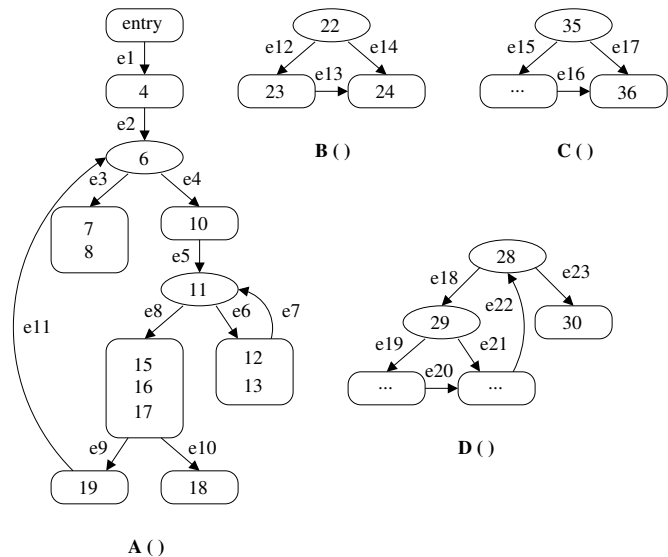 entry
e1
4
e2
6
e3
e4
7
8
10
e5
11
e8
e6
e7
e11
15
16
17
12
13
e9
e10
19
18
A ( )
22
e12
e14
e13
23
24
B ( )
35
e15
e17
e16
...
36
C ( )
28
e18
e23
e22
29
30
e19
e21
e20
...
...
D ( )